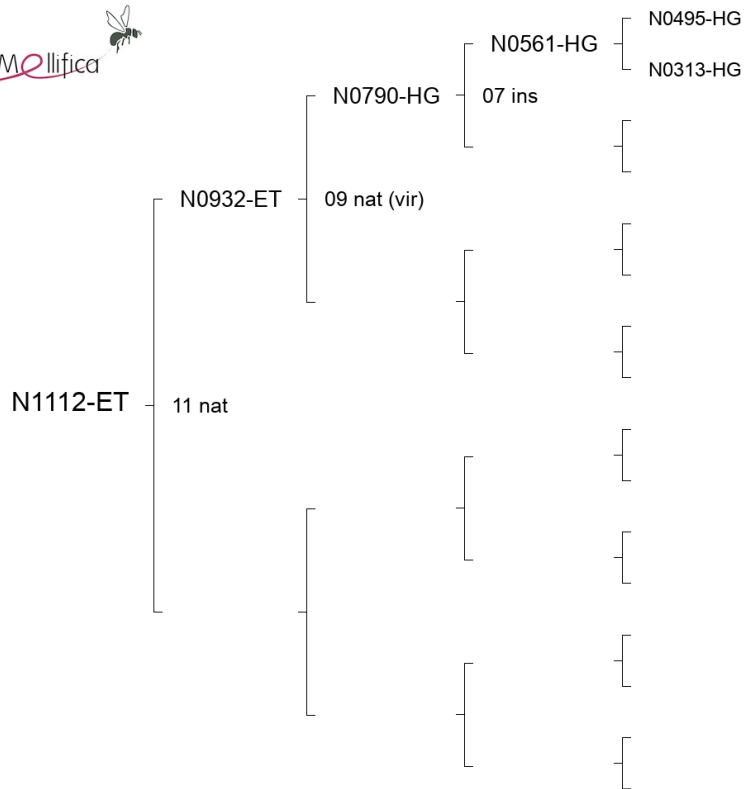 Mellifica
N0495-HG
N0561-HG
N0313-HG
N0790-HG
07 ins
N0932-ET
09 nat (vir)
N1112-ET
11 nat